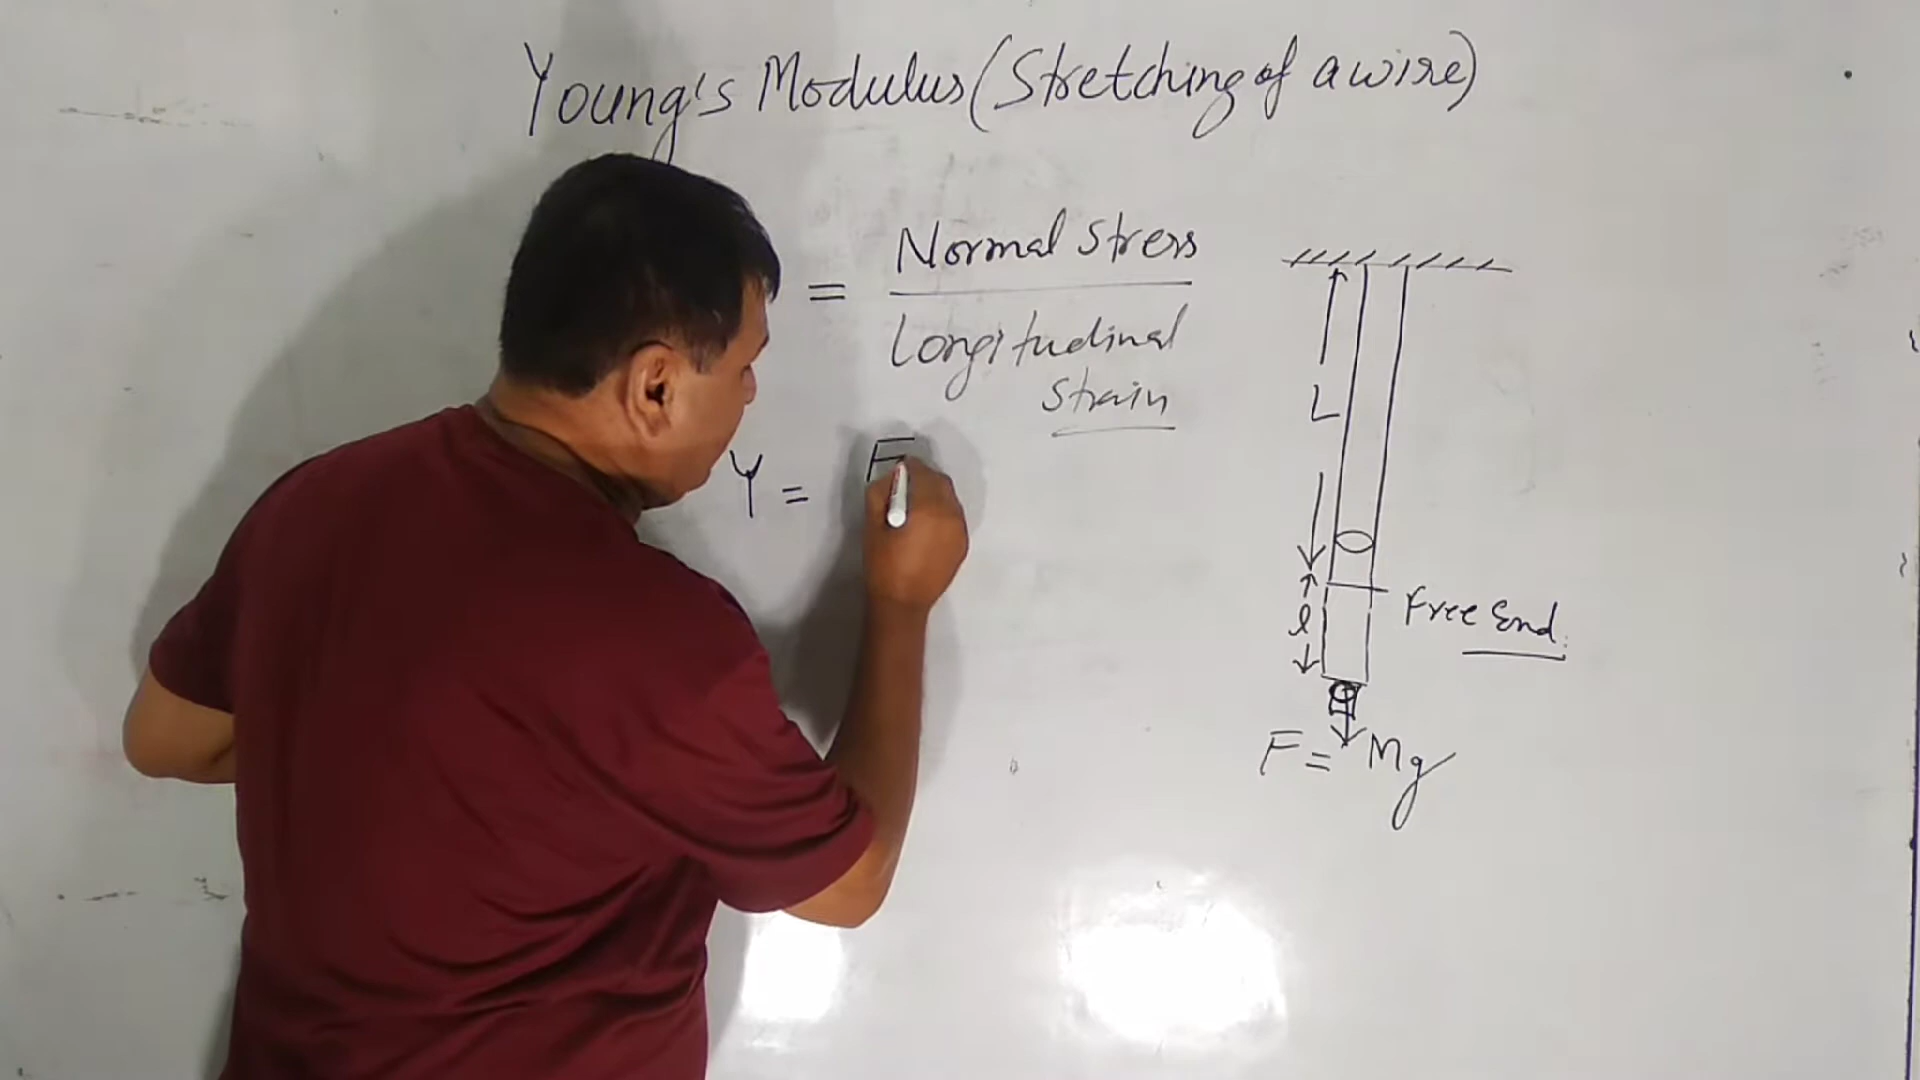 Young's Modulus (Stretching of a wire)
= Normal Stress
Longitudinal
Strain
Y = F
L
l
Free End.
F = Mg